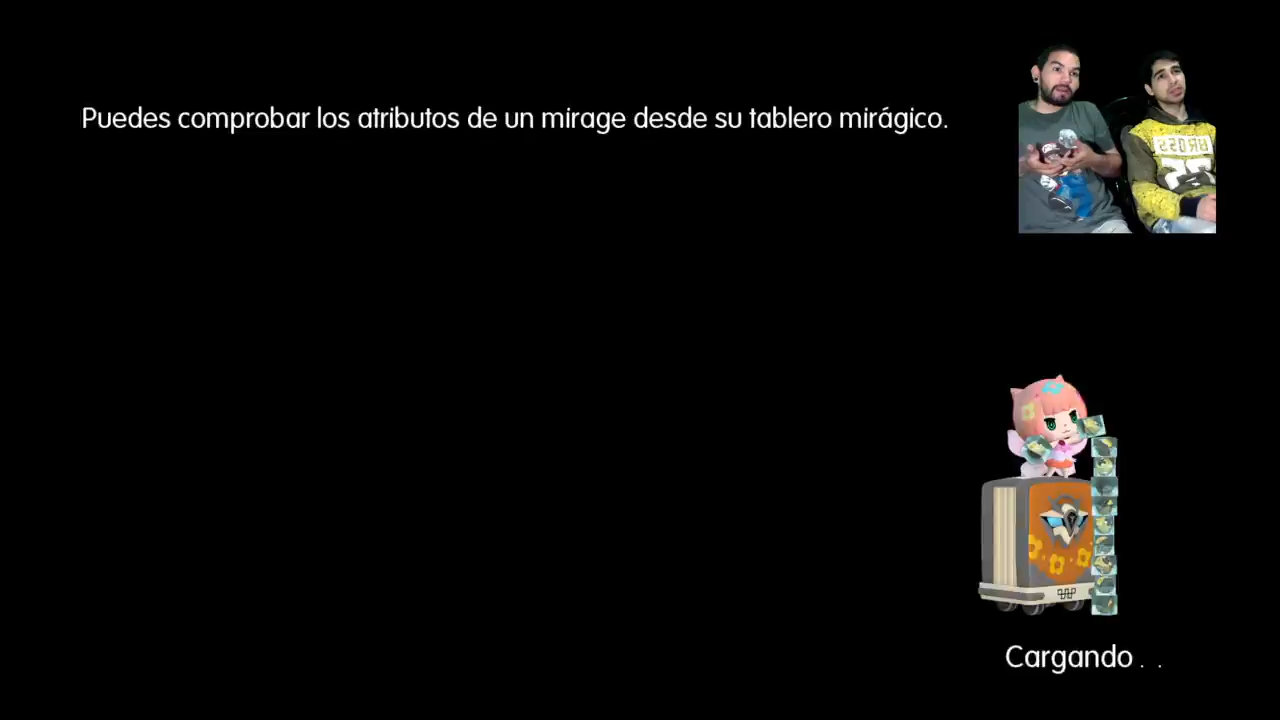 Puedes comprobar los atributos de un mirage desde su tablero mirágico.
Cargando . .